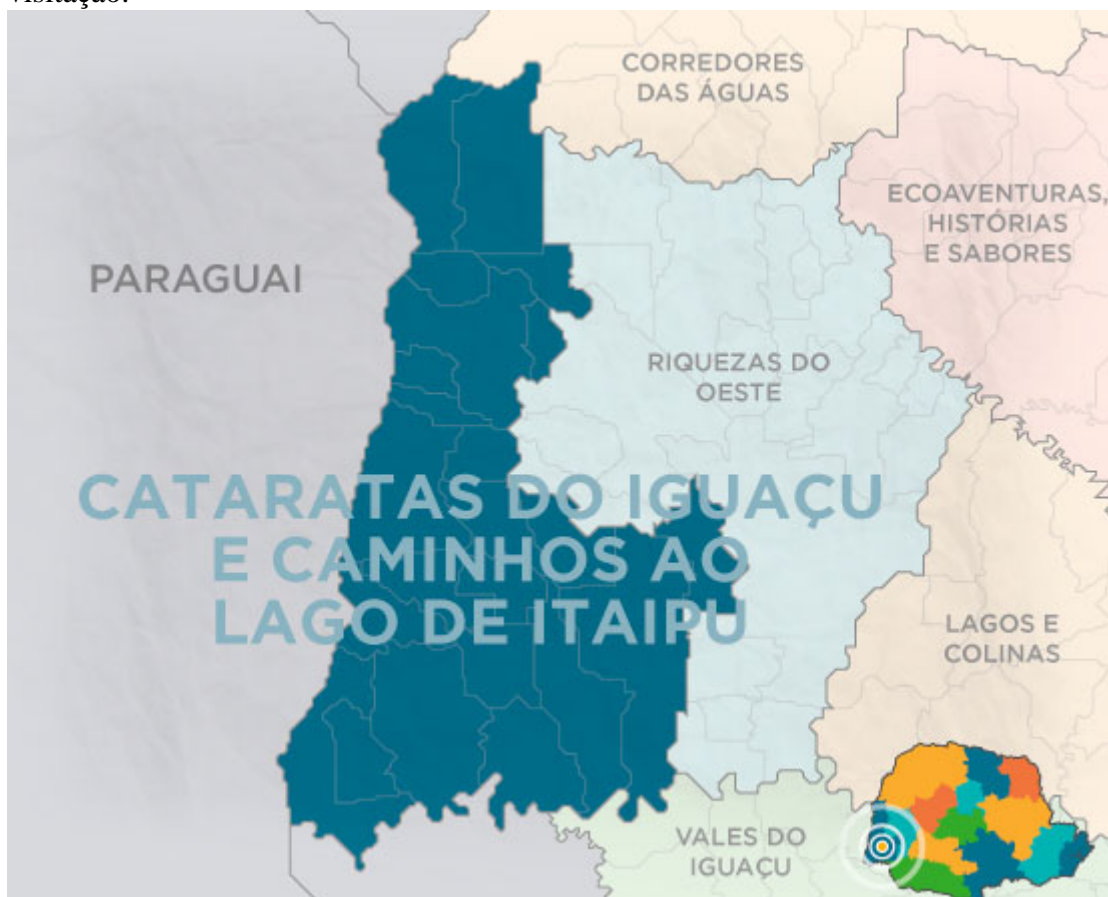 CORREDORES
DAS ÁGUAS
ECOAVENTURAS,
HISTÓRIAS
E SABORES
PARAGUAI
RIQUEZAS DO
OESTE
CATARATAS DO IGUAÇU
E CAMINHOS AO
LAGO DE ITAIPU
LAGOS E
COLINAS
VALES DO
IGUAÇU